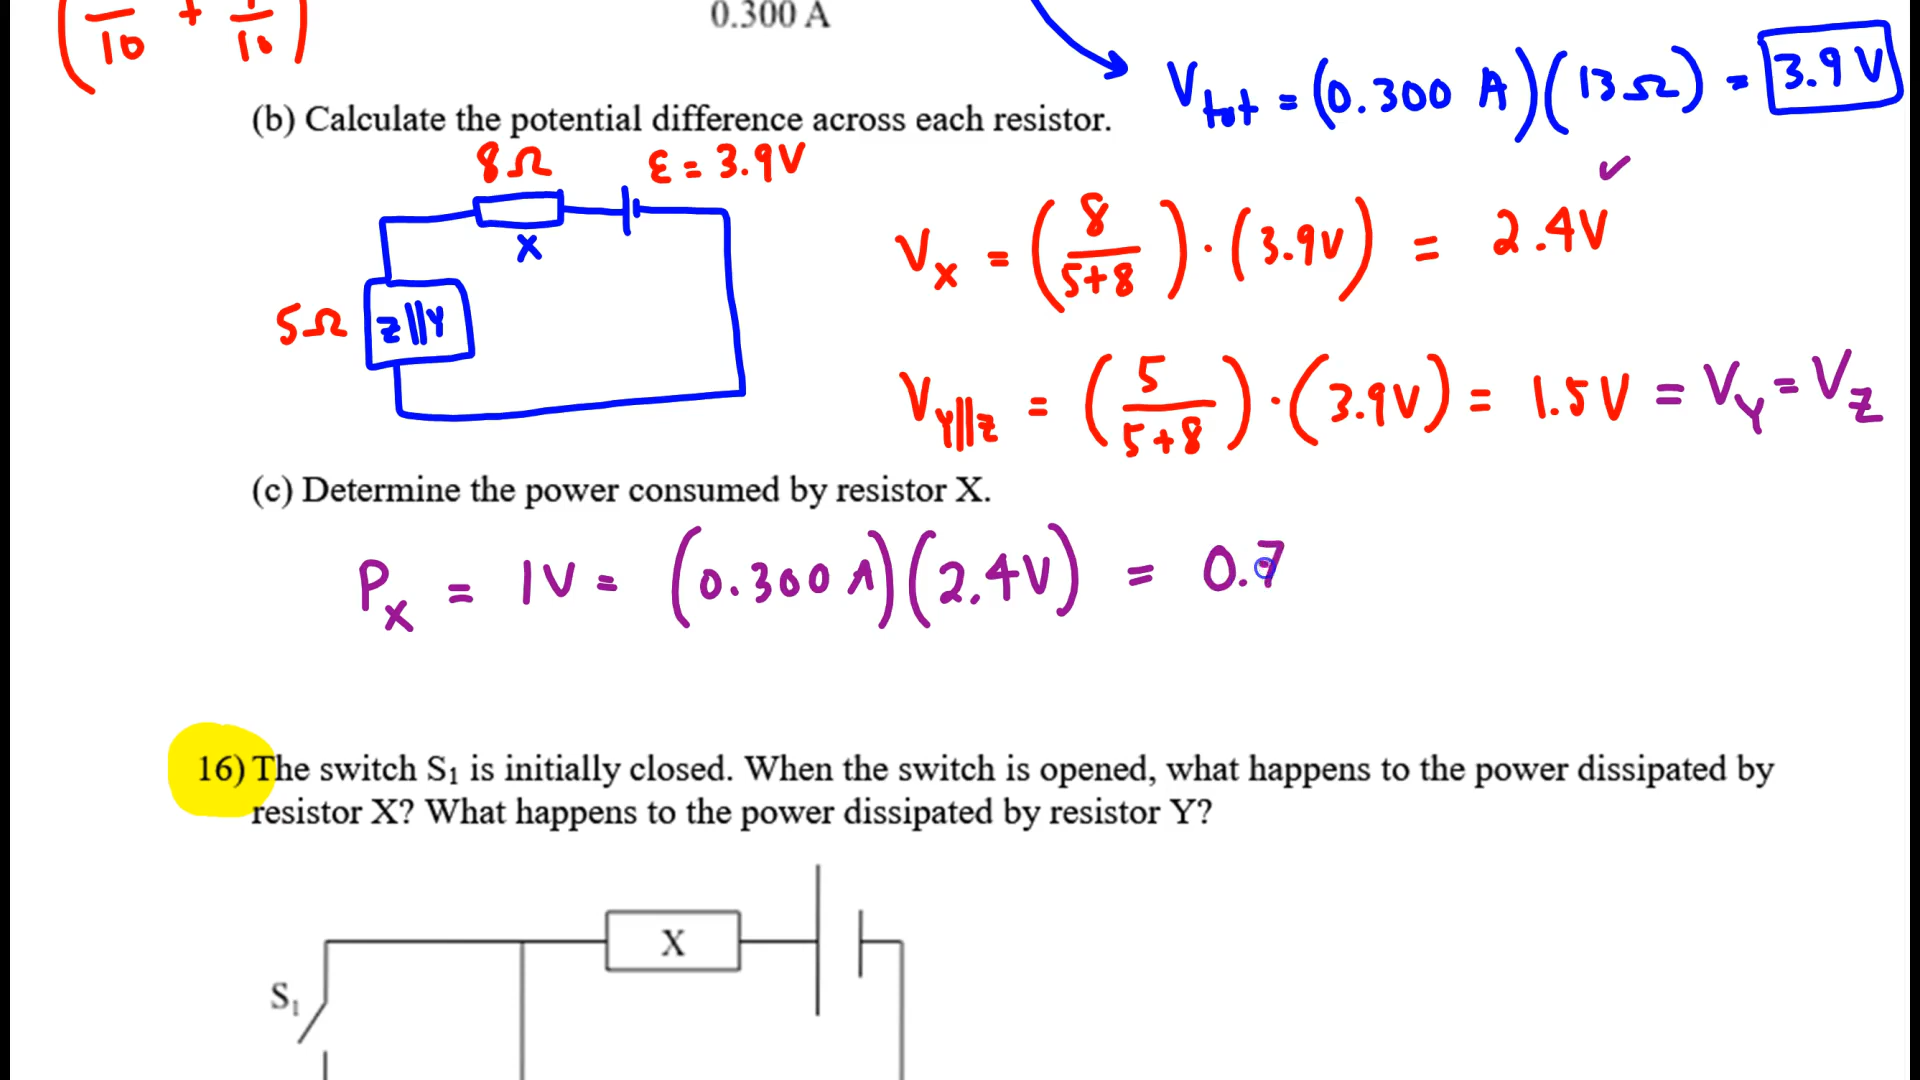 (‾/10 + 1/10)
0.300 A
V_tot = (0.300 A)(13 Ω) = 3.9 V
(b) Calculate the potential difference across each resistor.
8Ω ε = 3.9V
X
5Ω Z||Y
✓
V_X = (8/(5+8)) · (3.9V) = 2.4V
V_Y||Z = (5/(5+8)) · (3.9V) = 1.5V = V_Y = V_Z
(c) Determine the power consumed by resistor X.
P_X = IV = (0.300 A)(2.4V) = 0.7
16) The switch S₁ is initially closed. When the switch is opened, what happens to the power dissipated by
resistor X? What happens to the power dissipated by resistor Y?
X
S₁